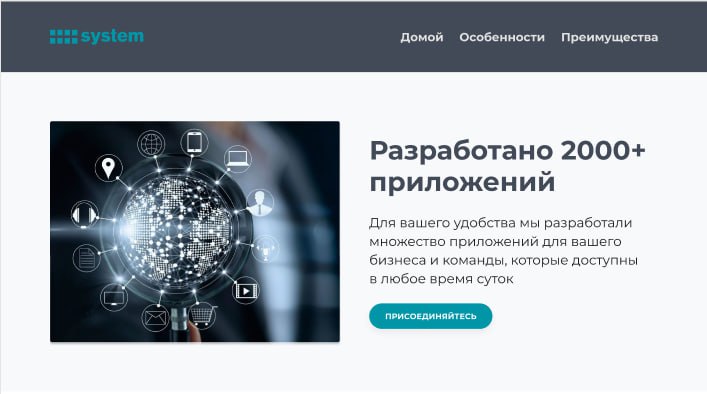 system
Домой Особенности Преимущества
Разработано 2000+
приложений
Для вашего удобства мы разработали
множество приложений для вашего
бизнеса и команды, которые доступны
в любое время суток
ПРИСОЕДИНЯЙТЕСЬ